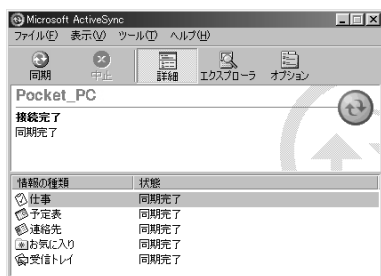 Microsoft ActiveSync
ファイル(F) 表示(V) ツール(T) ヘルプ(H)
同期 中止 詳細 エクスプローラ オプション
Pocket_PC
接続完了
同期完了
情報の種類 状態
仕事 同期完了
予定表 同期完了
連絡先 同期完了
お気に入り 同期完了
受信トレイ 同期完了